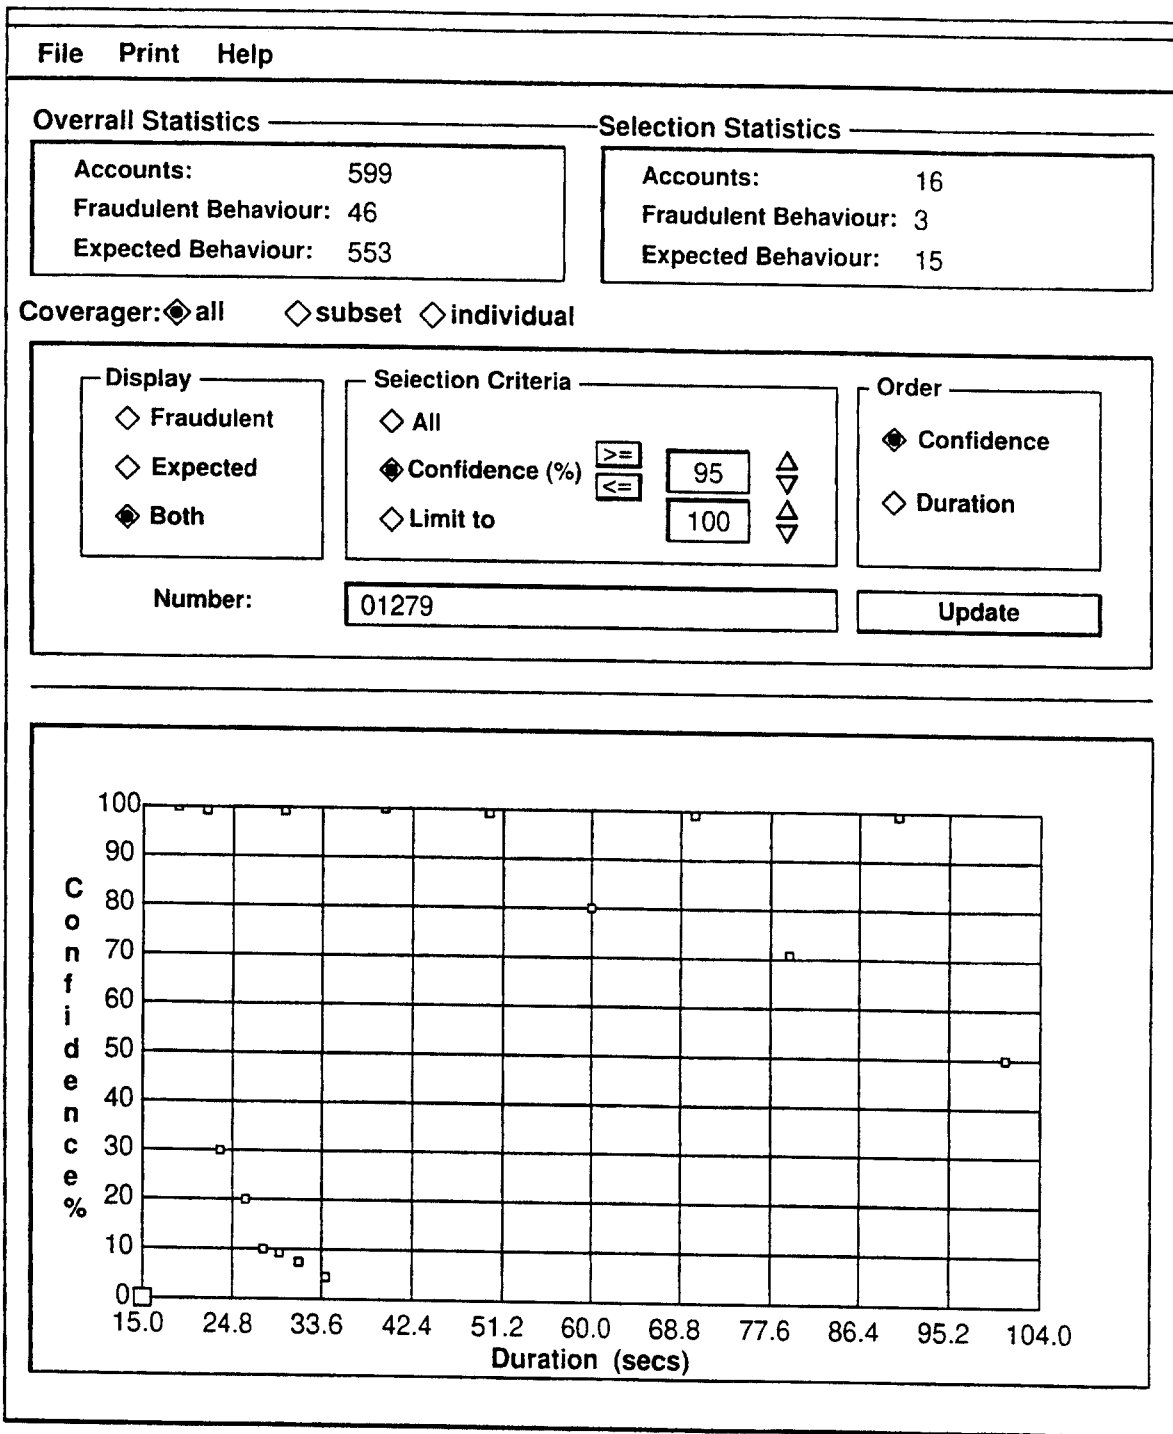 File Print Help
Overrall Statistics
Accounts: 599
Fraudulent Behaviour: 46
Expected Behaviour: 553
Selection Statistics
Accounts: 16
Fraudulent Behaviour: 3
Expected Behaviour: 15
Coverager: all subset individual
Display
Fraudulent
Expected
Both
Selection Criteria
All
Confidence (%) >= <= 95
Limit to 100
Order
Confidence
Duration
Number: 01279
Update
Confidence%
100
90
80
70
60
50
40
30
20
10
0
15.0 24.8 33.6 42.4 51.2 60.0 68.8 77.6 86.4 95.2 104.0
Duration (secs)